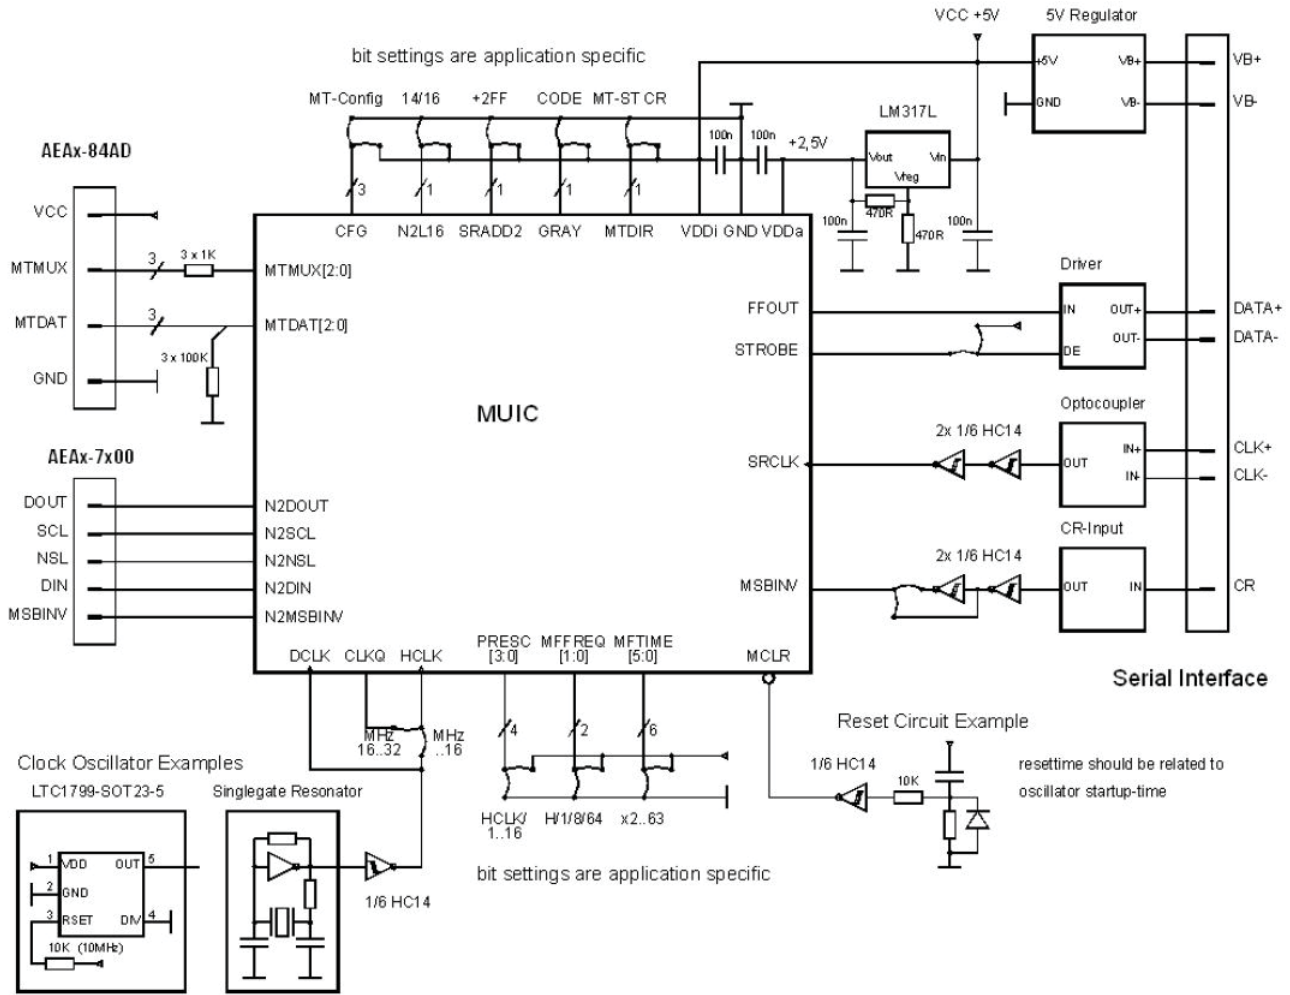 VCC +5V
5V Regulator
bit settings are application specific
+5V
VB+
VB+
MT-Config
14/16
+2FF
CODE
MT-ST CR
GND
VB-
VB-
LM317L
100n
100n
+2,5V
AEAx-84AD
Vout
Vin
Vreg
3
1
1
1
1
VCC
470R
100n
470R
100n
CFG
N2L16
SRADD2
GRAY
MTDIR
VDDi
GND
VDDa
3
3 x 1K
MTMUX
MTMUX[2:0]
Driver
FFOUT
IN
OUT+
DATA+
3
MTDAT
MTDAT[2:0]
OUT-
DATA-
STROBE
DE
3 x 100K
GND
MUIC
Optocoupler
2x 1/6 HC14
AEAx-7x00
IN+
CLK+
SRCLK
OUT
IN-
CLK-
DOUT
N2DOUT
SCL
N2SCL
CR-Input
NSL
N2NSL
2x 1/6 HC14
DIN
N2DIN
MSBINV
OUT
IN
CR
MSBINV
N2MSBINV
PRESC
MFFREQ
MFTIME
DCLK
CLKQ
HCLK
[3:0]
[1:0]
[5:0]
MCLR
Serial Interface
4
2
6
Reset Circuit Example
MHz
16..32
MHz
..16
Clock Oscillator Examples
1/6 HC14
resettime should be related to
LTC1799-SOT23-5
Singlegate Resonator
10K
oscillator startup-time
HCLK/
1..16
H/1/8/64
x2..63
1
VDD
OUT
5
bit settings are application specific
2
GND
1/6 HC14
3
RSET
DIV
4
10K (10MHz)